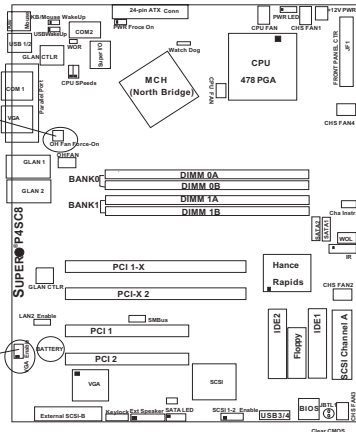 24-pin ATX Conn
PWR LED
+12V PWR
KB/Mouse WakeUp
Mouse
USB 1/2
USBWakeUp
WOR
COM2
PWR Froce On
CPU FAN
CHS FAN1
FRONT PANEL CTR
JF1
GLAN CTLR
Super I/O
Watch Dog
CPU
478 PGA
MCH
(North Bridge)
CPU FAN
CPU SPeeds
COM 1
Parallel Port
VGA
CHS FAN4
OH Fan Force-On
OHFAN
GLAN 1
GLAN 2
BANK0
DIMM 0A
DIMM 0B
BANK1
DIMM 1A
DIMM 1B
Cha Instr
SATA2
SATA1
WOL
IR
SUPER P4SC8
PCI 1-X
Hance
Rapids
GLAN CTLR
PCI-X 2
CHS FAN2
LAN2_Enable
SMBus
PCI 1
IDE2
Floppy
IDE1
SCSI Channel A
BATTERY
VGA_Enable
PCI 2
VGA
SCSI
External SCSI-B
Keylock
Ext Speaker
SATA LED
SCSI 1-2_Enable
USB3/4
BIOS
JBTL1
CHS FAN3
Clear CMOS